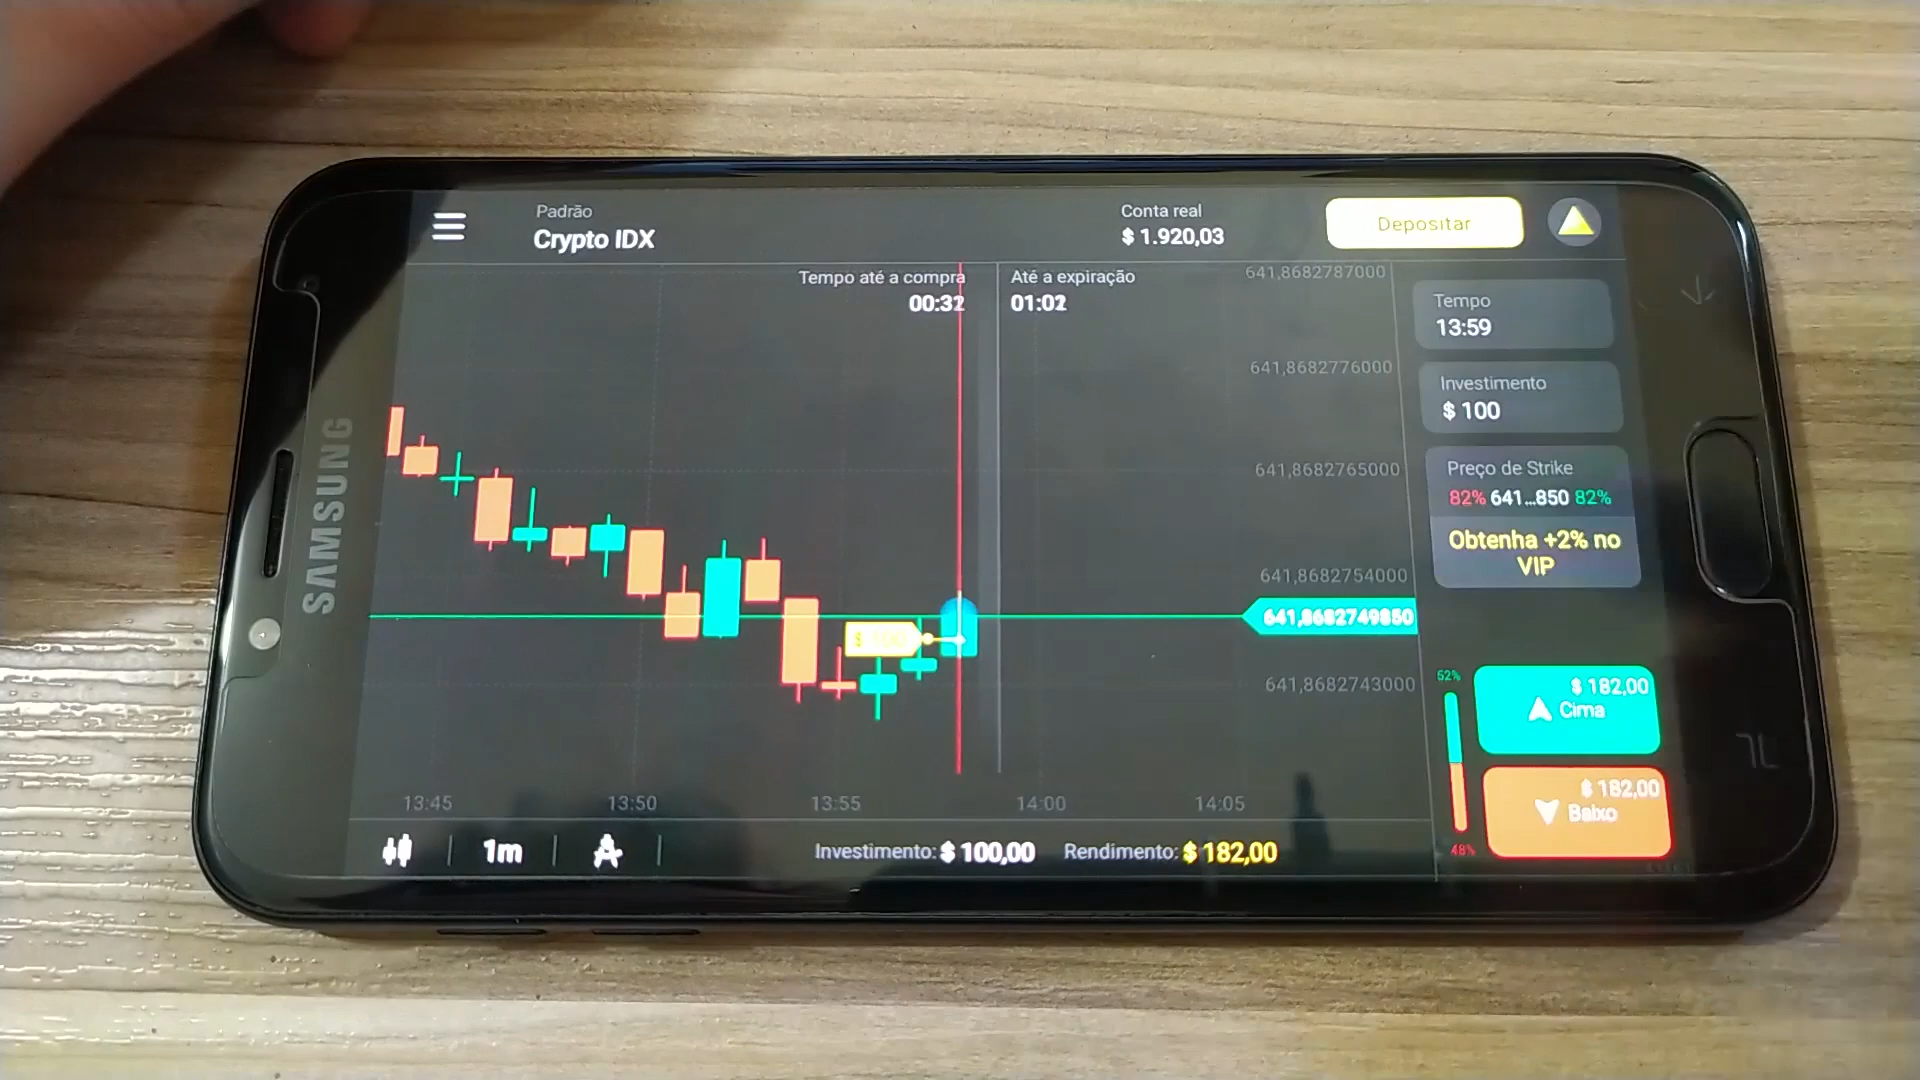 Padrão
Crypto IDX
Conta real
$ 1.920,03
Depositar
Tempo até a compra
00:32
Até a expiração
01:02
641,8682787000
641,8682776000
641,8682765000
641,8682754000
641,8682749850
641,8682743000
Tempo
13:59
Investimento
$ 100
Preço de Strike
82% 641...850 82%
Obtenha +2% no
VIP
52%
$ 182,00
Cima
$ 182,00
Baixo
48%
13:45
13:50
13:55
14:00
14:05
1m
Investimento: $ 100,00
Rendimento: $ 182,00
SAMSUNG